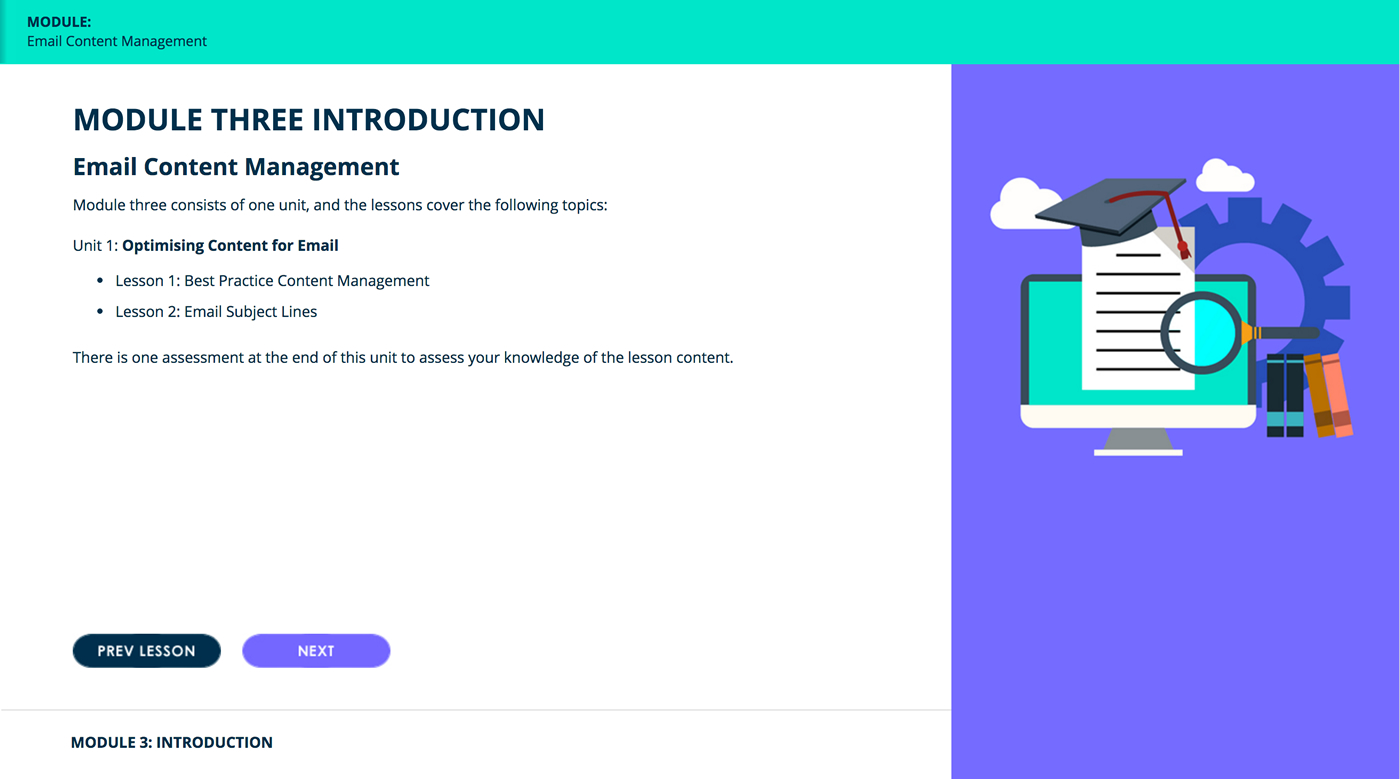 MODULE:
Email Content Management
MODULE THREE INTRODUCTION
Email Content Management
Module three consists of one unit, and the lessons cover the following topics:
Unit 1: Optimising Content for Email
• Lesson 1: Best Practice Content Management
• Lesson 2: Email Subject Lines
There is one assessment at the end of this unit to assess your knowledge of the lesson content.
PREV LESSON
NEXT
MODULE 3: INTRODUCTION